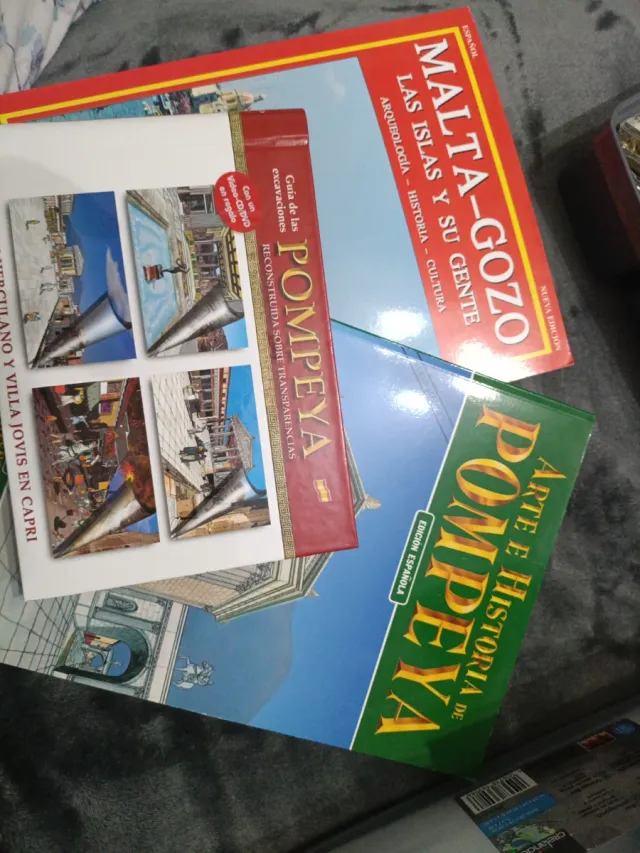 ESPAÑOL
MALTA–GOZO
LAS ISLAS Y SU GENTE
ARQUEOLOGÍA – HISTORIA – CULTURA
NUEVA EDICIÓN
Guía de las
excavaciones
POMPEYA
RECONSTRUIDA SOBRE TRANSPARENCIAS
Con un
Video-CD/DVD
en regalo
HERCULANO Y VILLA JOVIS EN CAPRI
ARTE E HISTORIA DE
POMPEYA
EDICIÓN ESPAÑOLA